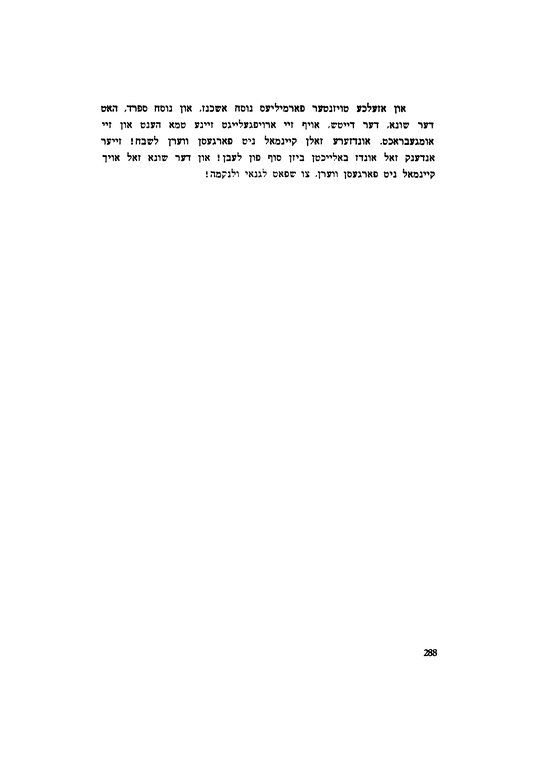 און אזעלכע טויזנטער פארמיליעס נוסח אשכנז, און נוסח ספרד, האט
דער שונא, דער דייטש, אויף זיי ארויפגעלייגט זיינע טמא הענט און זיי
אומגעבראכט. אונדזערע זאלן קיינמאל ניט פארגעסן ווערן לשבח! זייער
אנדענק זאל אונדז באלייכטן ביזן סוף פון לעבן! און דער שונא זאל אויך
קיינמאל ניט פארגעסן ווערן, צו שפאט לגנאי ולנקמה!
288